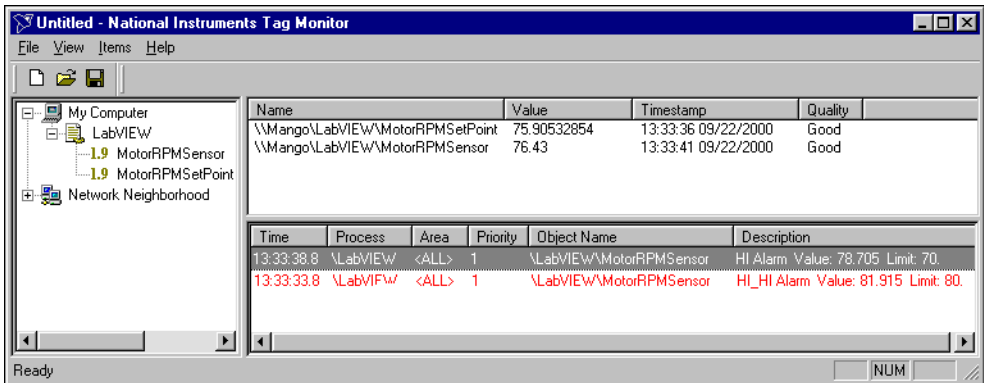 Untitled - National Instruments Tag Monitor
File View Items Help
My Computer
LabVIEW
1.9 MotorRPMSensor
1.9 MotorRPMSetPoint
Network Neighborhood
Name Value Timestamp Quality
\\Mango\LabVIEW\MotorRPMSetPoint 75.90532854 13:33:36 09/22/2000 Good
\\Mango\LabVIEW\MotorRPMSensor 76.43 13:33:41 09/22/2000 Good
Time Process Area Priority Object Name Description
13:33:38.8 \LabVIEW <ALL> 1 \LabVIEW\MotorRPMSensor HI Alarm Value: 78.705 Limit: 70.
13:33:33.8 \LabVIEW <ALL> 1 \LabVIEW\MotorRPMSensor HI_HI Alarm Value: 81.915 Limit: 80.
Ready NUM